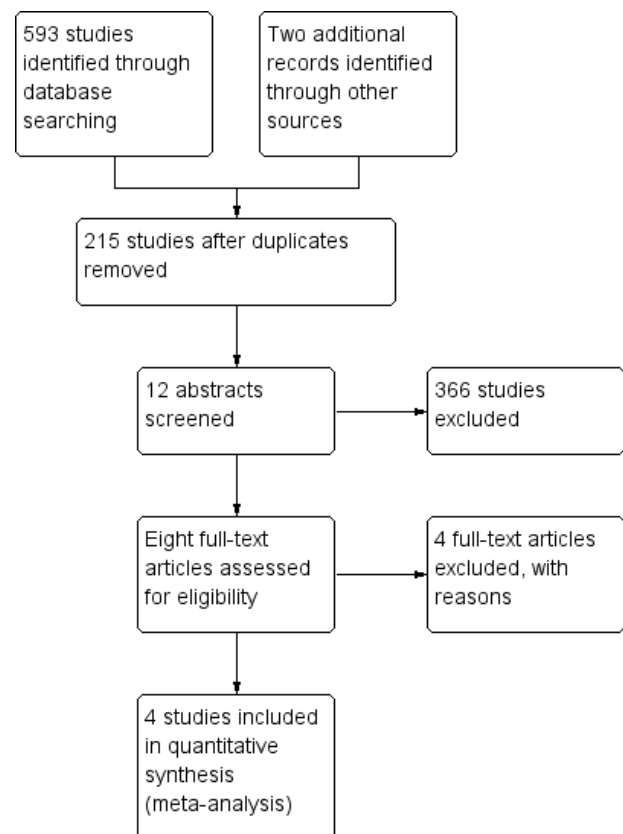 593 studies
identified through
database
searching
Two additional
records identified
through other
sources
215 studies after duplicates
removed
12 abstracts
screened
366 studies
excluded
Eight full-text
articles assessed
for eligibility
4 full-text articles
excluded, with
reasons
4 studies included
in quantitative
synthesis
(meta-analysis)